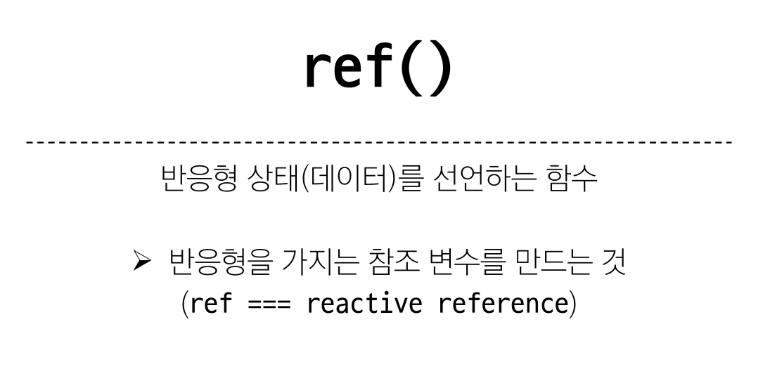 ref()
반응형 상태(데이터)를 선언하는 함수
➢ 반응형을 가지는 참조 변수를 만드는 것
(ref === reactive reference)